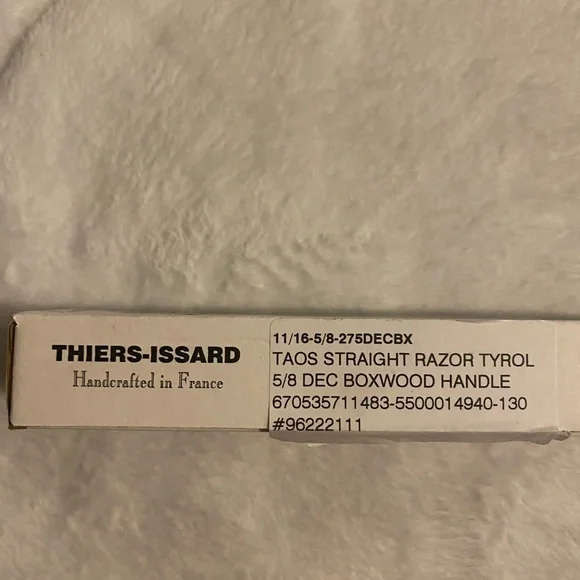 THIERS-ISSARD
Handcrafted in France
11/16-5/8-275DECBX
TAOS STRAIGHT RAZOR TYROL
5/8 DEC BOXWOOD HANDLE
670535711483-5500014940-130
#96222111